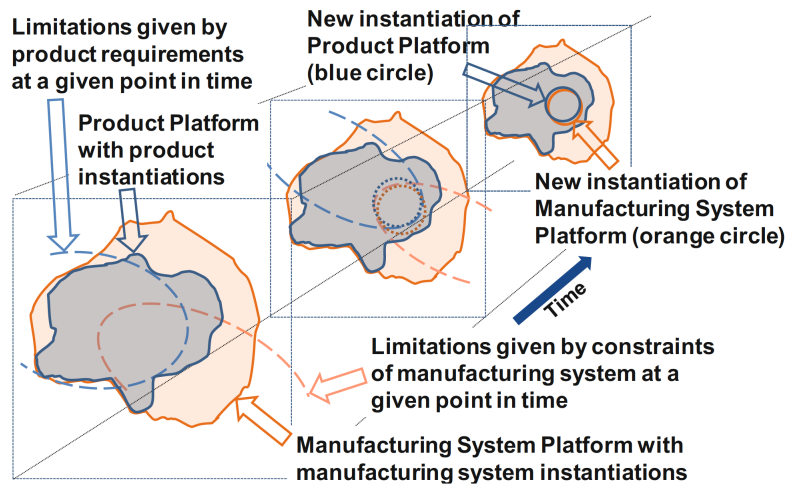 Limitations given by
product requirements
at a given point in time
New instantiation of
Product Platform
(blue circle)
Product Platform
with product
instantiations
New instantiation of
Manufacturing System
Platform (orange circle)
Time
Limitations given by constraints
of manufacturing system at a
given point in time
Manufacturing System Platform with
manufacturing system instantiations